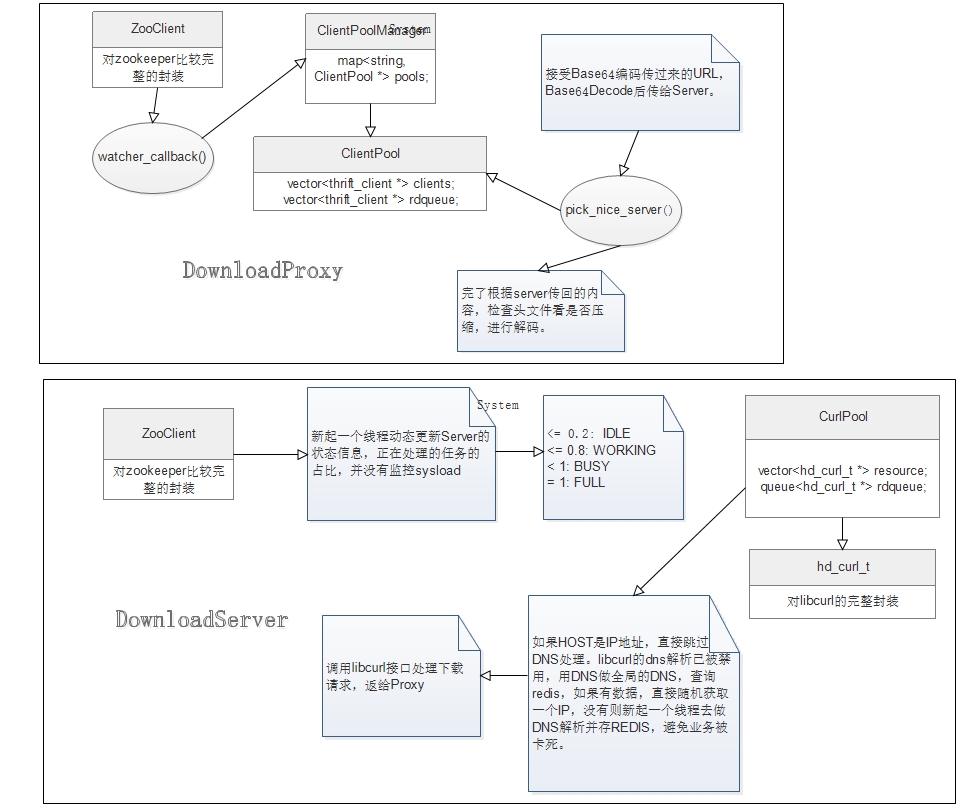 ZooClient
对zookeeper比较完
整的封装
watcher_callback()
ClientPoolManager
System
map<string,
ClientPool *> pools;
ClientPool
vector<thrift_client *> clients;
vector<thrift_client *> rdqueue;
接受Base64编码传过来的URL，
Base64Decode后传给Server。
pick_nice_server()
DownloadProxy
完了根据server传回的内
容，检查头文件看是否压
缩，进行解码。
ZooClient
对zookeeper比较完
整的封装
System
新起一个线程动态更新Server的
状态信息，正在处理的任务的
占比，并没有监控sysload
<= 0.2: IDLE
<= 0.8: WORKING
< 1: BUSY
= 1: FULL
CurlPool
vector<hd_curl_t *> resource;
queue<hd_curl_t *> rdqueue;
hd_curl_t
对libcurl的完整封装
DownloadServer
调用libcurl接口处理下载
请求，返给Proxy
如果HOST是IP地址，直接跳过
DNS处理。libcurl的dns解析已被禁
用，用DNS做全局的DNS，查询
redis，如果有数据，直接随机获取
一个IP，没有则新起一个线程去做
DNS解析并存REDIS，避免业务被
卡死。